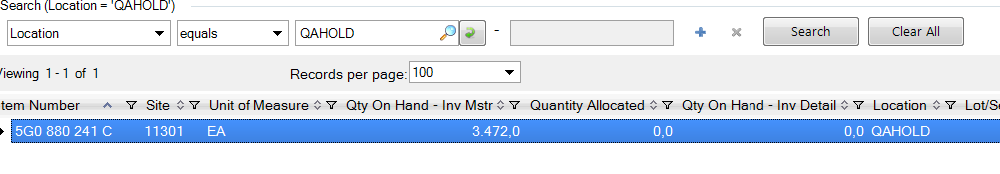 Search (Location = 'QAHOLD')
Location equals QAHOLD - Search Clear All
Viewing 1 - 1 of 1 Records per page: 100
tem Number Site Unit of Measure Qty On Hand - Inv Mstr Quantity Allocated Qty On Hand - Inv Detail Location Lot/Se
5G0 880 241 C 11301 EA 3.472,0 0,0 0,0 QAHOLD